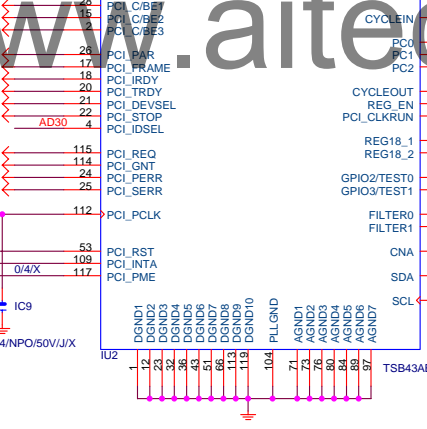 www.aitec
28 PCI_C/BE1
15 PCI_C/BE2
2 PCI_C/BE3
26 PCI_PAR
17 PCI_FRAME
18 PCI_IRDY
20 PCI_TRDY
21 PCI_DEVSEL
22 PCI_STOP
AD30 4 PCI_IDSEL
115 PCI_REQ
114 PCI_GNT
24 PCI_PERR
25 PCI_SERR
112 PCI_PCLK
53 PCI_RST
109 PCI_INTA
0/4/X 117 PCI_PME
CYCLEIN
PC0
PC1
PC2
CYCLEOUT
REG_EN
PCI_CLKRUN
REG18_1
REG18_2
GPIO2/TEST0
GPIO3/TEST1
FILTER0
FILTER1
CNA
SDA
SCL
IC9
4/NPO/50V/J/X
DGND1
DGND2
DGND3
DGND4
DGND5
DGND6
DGND7
DGND8
DGND9
DGND10
PLLGND
AGND1
AGND2
AGND3
AGND4
AGND5
AGND6
AGND7
IU2
1
12
23
32
36
43
51
66
113
119
104
71
73
76
80
84
89
97
TSB43AB